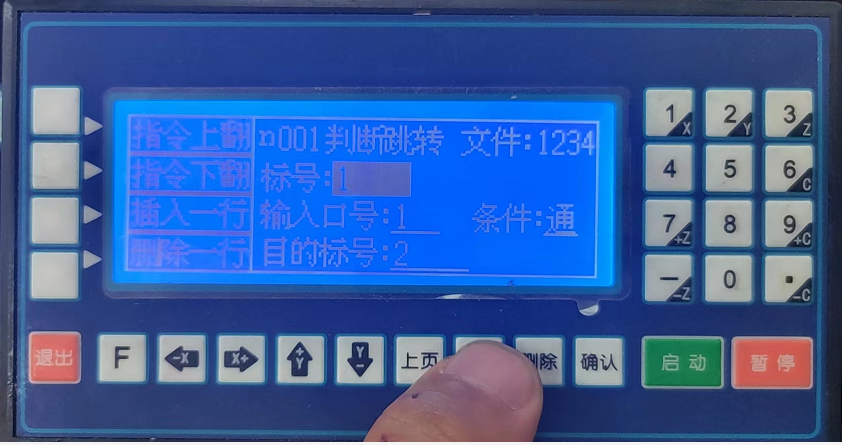 指令上翻 n001判断跳转 文件:1234
指令下翻 标号:1
插入一行 输入口号:1 条件:通
删除一行 目的标号:2
1 X 2 Y 3 Z
4 5 6 C
7 +Z 8 9 +C
— -Z 0 . -C
退出 F -X X+ +Y Y- 上页 删除 确认 启动 暂停